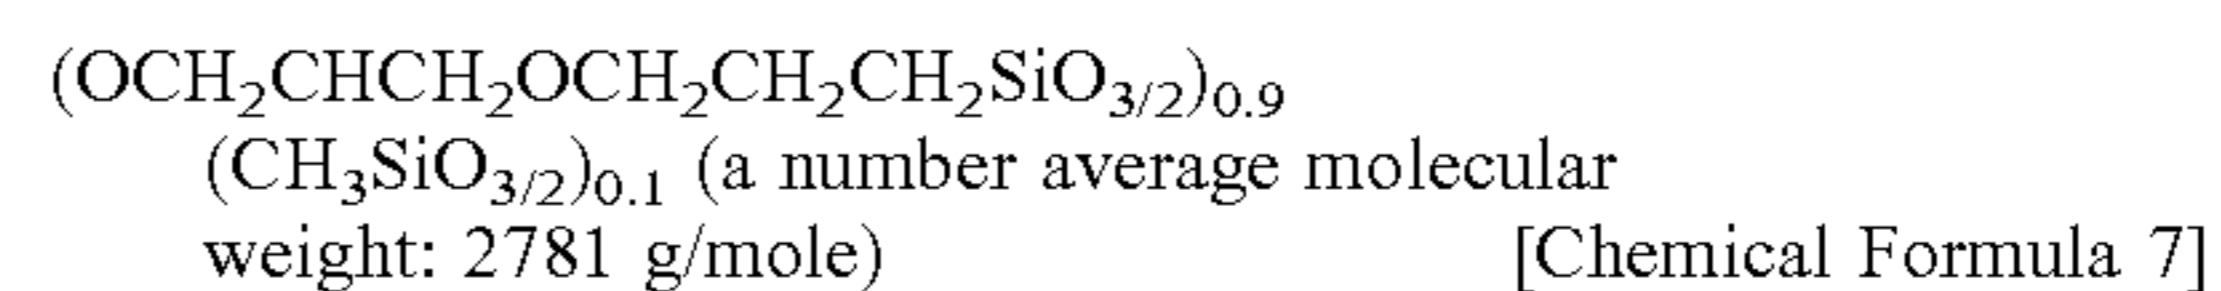 (OCH₂CHCH₂OCH₂CH₂CH₂SiO₃/₂)₀.₉
(CH₃SiO₃/₂)₀.₁ (a number average molecular
weight: 2781 g/mole) [Chemical Formula 7]